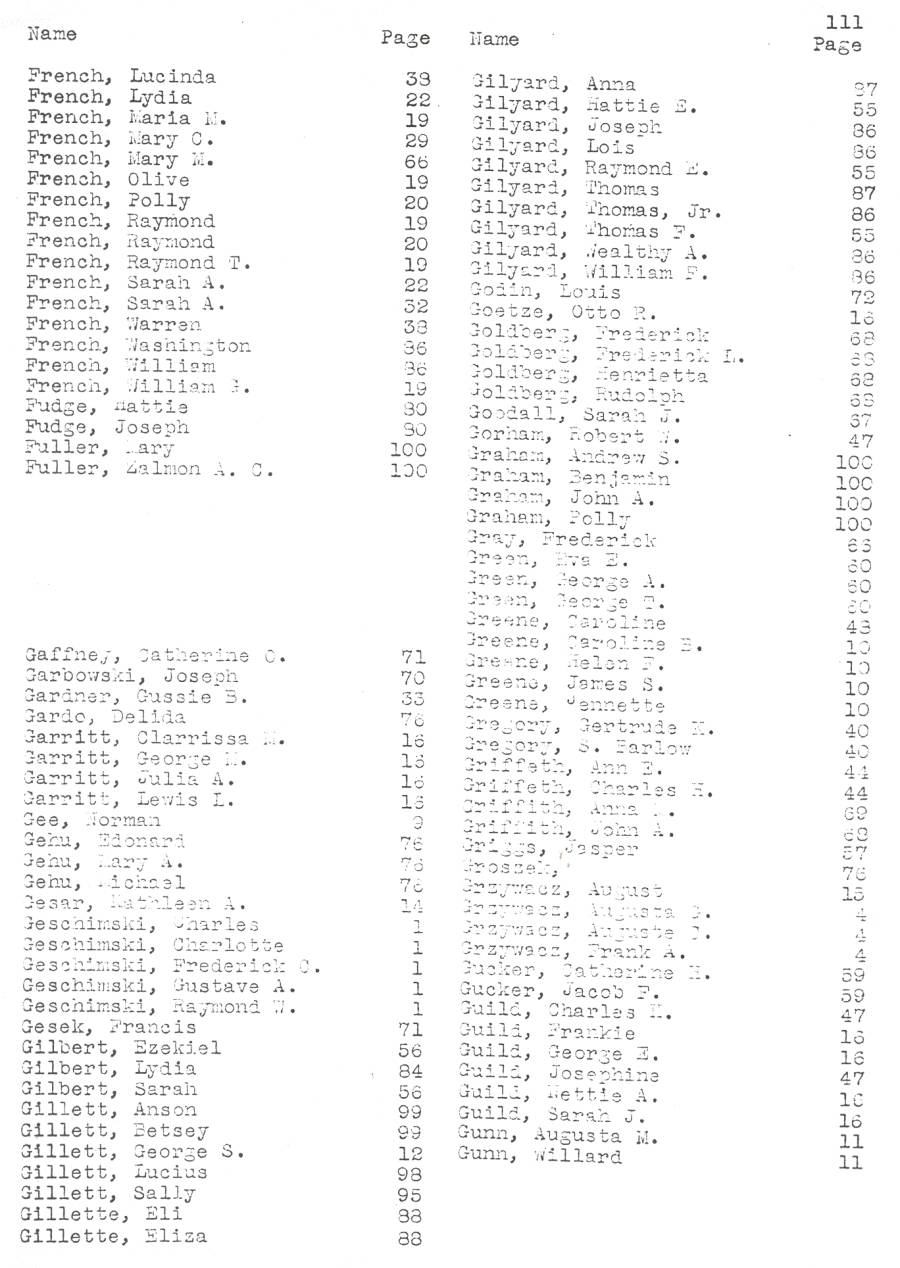 111
Name Page
French, Lucinda 38
French, Lydia 22
French, Maria M. 19
French, Mary C. 29
French, Mary M. 66
French, Olive 19
French, Polly 20
French, Raymond 19
French, Raymond 20
French, Raymond T. 19
French, Sarah A. 22
French, Sarah A. 32
French, Warren 38
French, Washington 86
French, William 86
French, William 19
Fudge, Hattie 80
Fudge, Joseph 80
Fuller, Mary 100
Fuller, Zalmon A. C. 100
Gaffney, Catherine C. 71
Garbowski, Joseph 70
Gardner, Gussie B. 33
Gardo, Delida 76
Garritt, Clarrissa M. 16
Garritt, George 16
Garritt, Julia A. 16
Garritt, Lewis L. 16
Gee, Norman 9
Gehu, Edonard 76
Gehu, Mary A. 76
Gehu, Michael 76
Gesar, Kathleen A. 14
Geschimski, Charles 1
Geschimski, Charlotte 1
Geschimski, Frederick C. 1
Geschimski, Gustave A. 1
Geschimski, Raymond W. 1
Gesek, Francis 71
Gilbert, Ezekiel 56
Gilbert, Lydia 84
Gilbert, Sarah 56
Gillett, Anson 99
Gillett, Betsey 99
Gillett, George S. 12
Gillett, Lucius 98
Gillett, Sally 95
Gillette, Eli 88
Gillette, Eliza 88
Name Page
Gilyard, Anna 87
Gilyard, Hattie E. 55
Gilyard, Joseph 86
Gilyard, Lois 86
Gilyard, Raymond E. 55
Gilyard, Thomas 87
Gilyard, Thomas, Jr. 86
Gilyard, Thomas F. 55
Gilyard, Wealthy A. 86
Gilyard, William F. 86
Godin, Louis 72
Goetze, Otto R. 16
Goldberg, Frederick 68
Goldberg, Frederick L. 68
Goldberg, Henrietta 68
Goldberg, Rudolph 68
Goodall, Sarah J.
Gorham, Robert W. 47
Graham, Andrew S. 100
Graham, Benjamin 100
Graham, John A. 100
Graham, Polly 100
Gray, Frederick
Green, Eva E. 60
Green, George A. 60
Green, George T. 60
Greene, Caroline
Greene, Caroline E. 10
Greene, Helen F. 10
Greene, James S. 10
Greene, Jennette 10
Gregory, Gertrude 40
Gregory, S. Barlow 40
Griffeth, Ann E. 44
Griffeth, Charles H. 44
Griffith, Anna
Griffith, John A.
Griggs, Jasper 57
Groszek, 76
Grzywacz, August 15
Grzywacz, Augusta 4
Grzywacz, Auguste 4
Grzywacz, Frank A. 4
Gucker, Catherine H. 59
Gucker, Jacob F. 59
Guild, Charles H. 47
Guild, Frankie 16
Guild, George E. 16
Guild, Josephine 47
Guild, Nettie A. 16
Guild, Sarah J. 16
Gunn, Augusta M. 11
Gunn, Willard 11